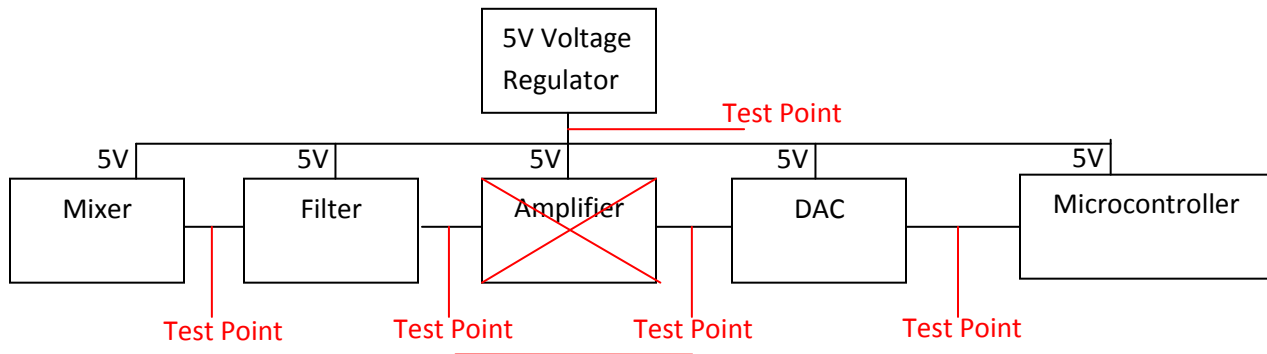 5V Voltage
Regulator
Test Point
5V
5V
5V
5V
5V
Mixer
Filter
Amplifier
DAC
Microcontroller
Test Point
Test Point
Test Point
Test Point